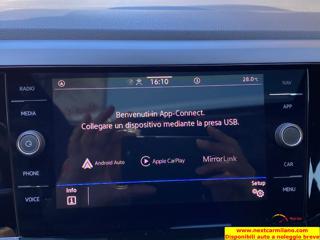 16:10
28.0°C
RADIO
NAV
MEDIA
APP
Benvenuti in App-Connect.
Collegare un dispositivo mediante la presa USB.
Android Auto
Apple CarPlay
MirrorLink
PHONE
CAR
VOICE
MENU
Info
Setup
www.nextcarmilano.com
Disponibili auto a noleggio breve